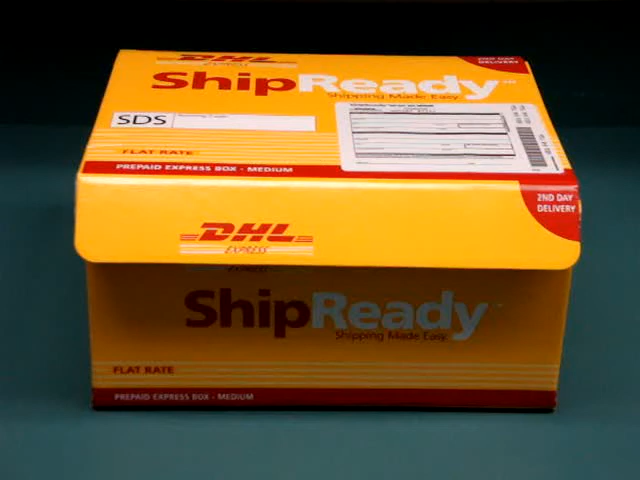 DHL
EXPRESS
2ND DAY
DELIVERY
ShipReady
Shipping Made Easy.
SDS
FLAT RATE
PREPAID EXPRESS BOX - MEDIUM
2ND DAY
DELIVERY
DHL
EXPRESS
EXPRESS
ShipReady
Shipping Made Easy.
FLAT RATE
PREPAID EXPRESS BOX - MEDIUM